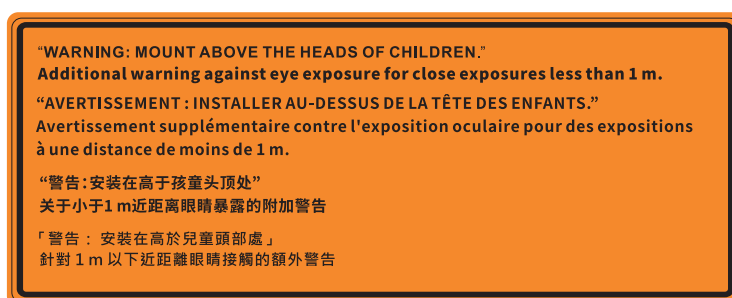 “WARNING: MOUNT ABOVE THE HEADS OF CHILDREN.”
Additional warning against eye exposure for close exposures less than 1 m.
“AVERTISSEMENT : INSTALLER AU-DESSUS DE LA TÊTE DES ENFANTS.”
Avertissement supplémentaire contre l'exposition oculaire pour des expositions
à une distance de moins de 1 m.
“警告：安装在高于孩童头顶处”
关于小于1 m近距离眼睛暴露的附加警告
「警告： 安裝在高於兒童頭部處」
針對 1 m 以下近距離眼睛接觸的額外警告